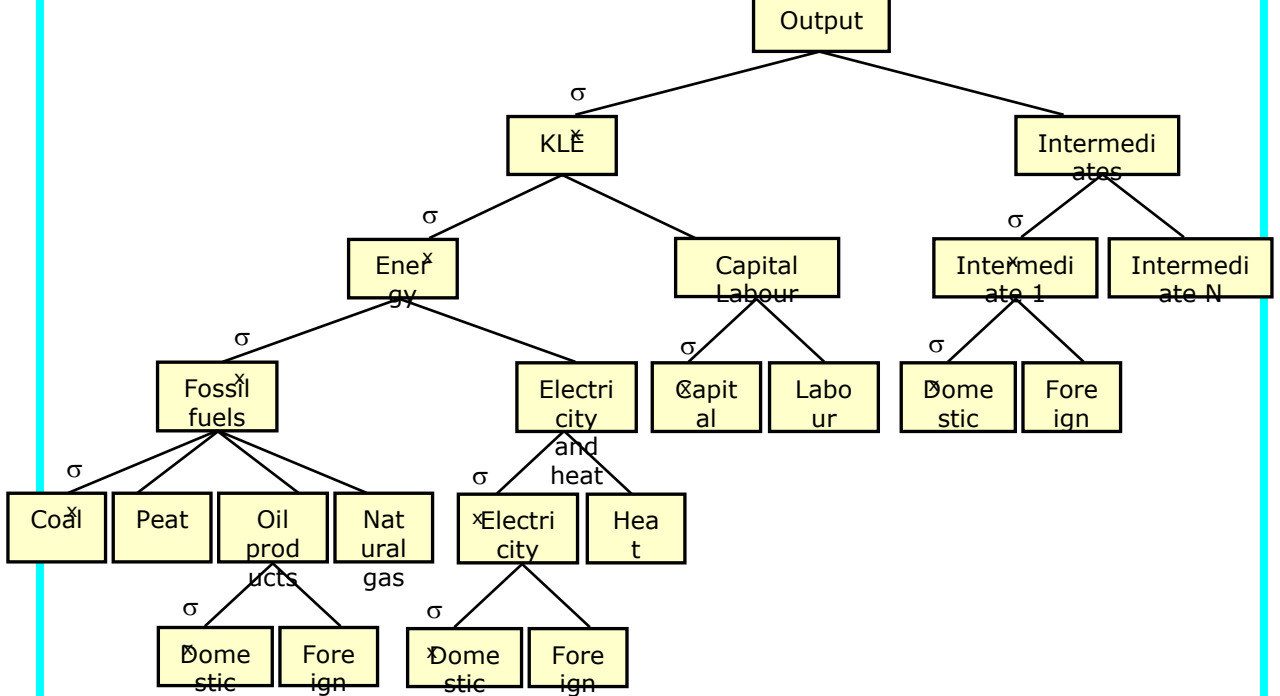 Output
σ
x
KLE
Intermedi
ates
σ
x
σ
x
Ener
gy
Capital
Labour
Intermedi
ate 1
Intermedi
ate N
σ
x
σ
x
σ
x
Fossil
fuels
Electri
city
and
heat
Capit
al
Labo
ur
Dome
stic
Fore
ign
σ
x
σ
x
Coal
Peat
Oil
prod
ucts
Nat
ural
gas
Electri
city
Hea
t
σ
x
σ
x
Dome
stic
Fore
ign
Dome
stic
Fore
ign